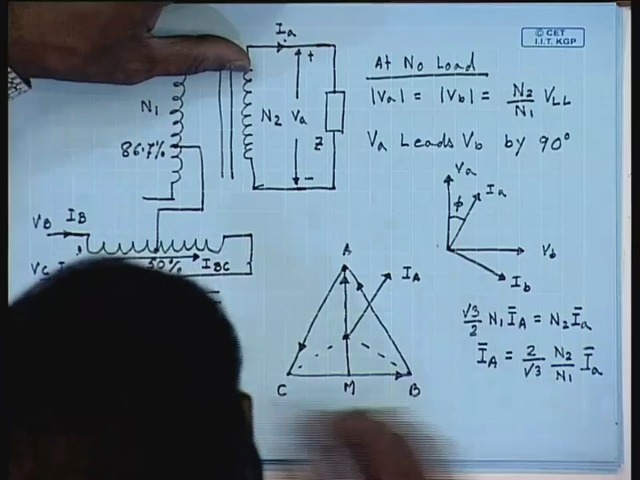 © CET
I.I.T. KGP
Ia
At No Load
|Va| = |Vb| = N2/N1 VLL
Va Leads Vb by 90°
N1
N2
Va
+
-
Z
86.7%
VB IB
VC
50%
IBC
Va
Ia
φ
Vb
Ib
A
IA
C
M
B
√3/2 N1 ĪA = N2 Īa
ĪA = 2/√3 N2/N1 Īa